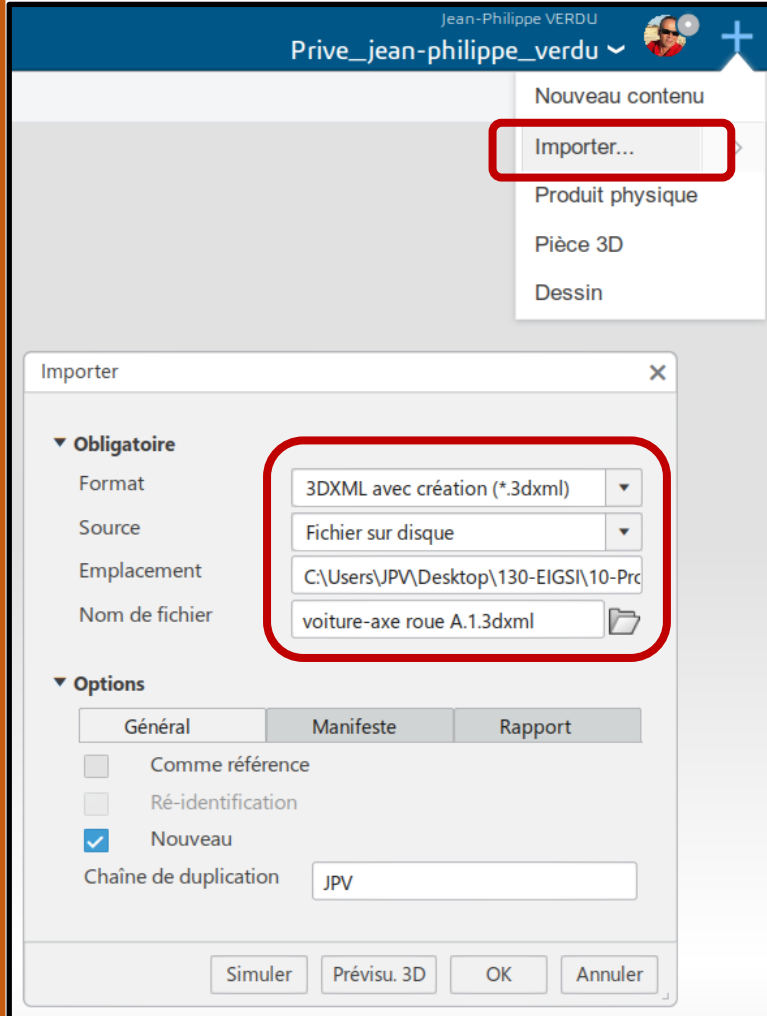 Jean-Philippe VERDU
Prive_jean-philippe_verdu
Nouveau contenu
Importer...
Produit physique
Pièce 3D
Dessin
Importer
Obligatoire
Format 3DXML avec création (*.3dxml)
Source Fichier sur disque
Emplacement C:\Users\JPV\Desktop\130-EIGSI\10-Prc
Nom de fichier voiture-axe roue A.1.3dxml
Options
Général Manifeste Rapport
Comme référence
Ré-identification
Nouveau
Chaîne de duplication JPV
Simuler Prévisu. 3D OK Annuler